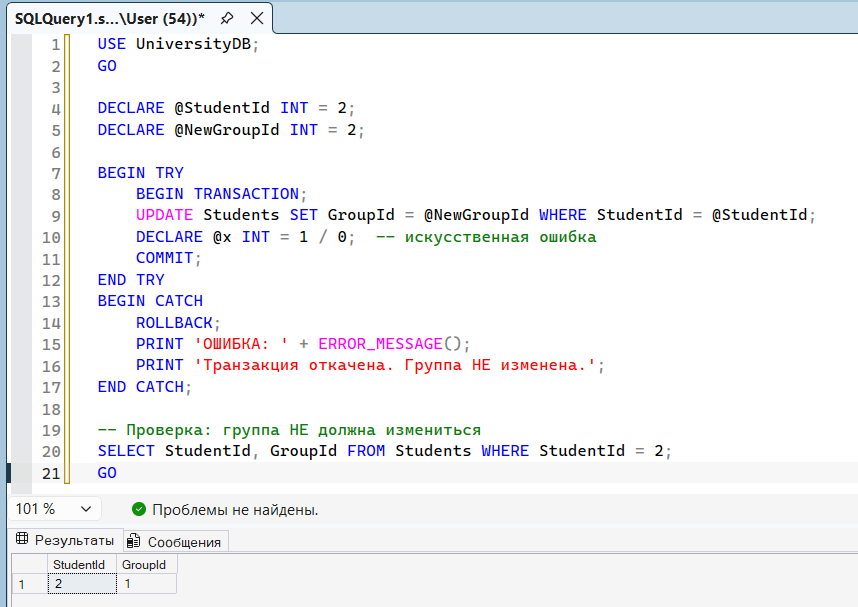 SQLQuery1.s...\User (54))*
1 USE UniversityDB;
2 GO
3
4 DECLARE @StudentId INT = 2;
5 DECLARE @NewGroupId INT = 2;
6
7 BEGIN TRY
8 BEGIN TRANSACTION;
9 UPDATE Students SET GroupId = @NewGroupId WHERE StudentId = @StudentId;
10 DECLARE @x INT = 1 / 0; -- искусственная ошибка
11 COMMIT;
12 END TRY
13 BEGIN CATCH
14 ROLLBACK;
15 PRINT 'ОШИБКА: ' + ERROR_MESSAGE();
16 PRINT 'Транзакция откачена. Группа НЕ изменена.';
17 END CATCH;
18
19 -- Проверка: группа НЕ должна измениться
20 SELECT StudentId, GroupId FROM Students WHERE StudentId = 2;
21 GO
101 % Проблемы не найдены.
Результаты Сообщения
StudentId GroupId
1 2 1